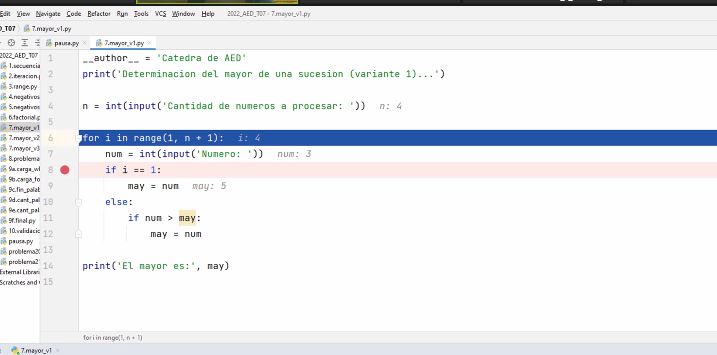 Edit View Navigate Code Refactor Run Tools VCS Window Help 2022_AED_T07 - 7.mayor_v1.py
D_T07 7.mayor_v1.py
pausa.py × 7.mayor_v1.py ×
2022_AED_T07
1.secuencia
2.iteracion.p
3.range.py
4.negativos
5.negativos
6.factorial.p
7.mayor_v1
7.mayor_v2
7.mayor_v3
8.problema
9a.carga_wl
9b.carga_fo
9c.fin_palab
9d.cant_pal
9e.cant_pal
9f.final.py
10.validacio
pausa.py
problema20
problema21
External Librari
Scratches and
1 __author__ = 'Catedra de AED'
2 print('Determinacion del mayor de una sucesion (variante 1)...')
3
4 n = int(input('Cantidad de numeros a procesar: ')) n: 4
5
6 for i in range(1, n + 1): i: 4
7 num = int(input('Numero: ')) num: 3
8 if i == 1:
9 may = num may: 5
10 else:
11 if num > may:
12 may = num
13
14 print('El mayor es:', may)
15
for i in range(1, n + 1)
7.mayor_v1 ×